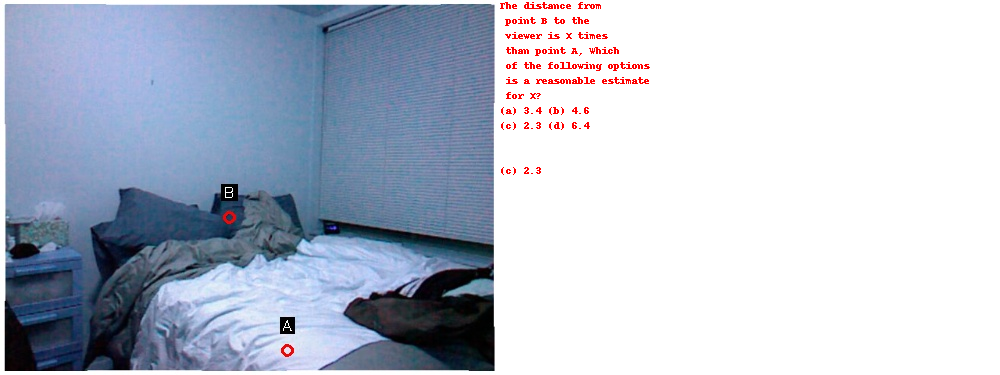 The distance from
point B to the
viewer is X times
than point A, Which
of the following options
is a reasonable estimate
for X?
(a) 3.4 (b) 4.6
(c) 2.3 (d) 6.4
(c) 2.3
B
A